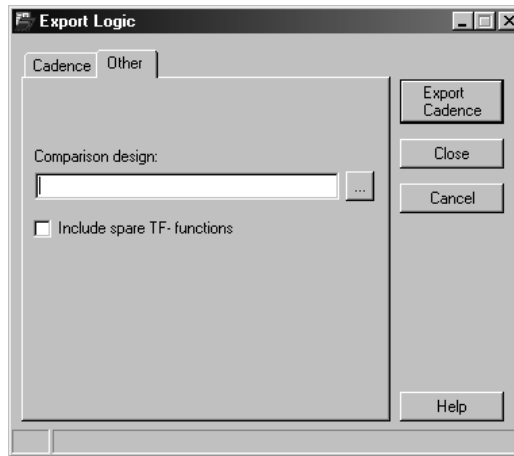 Export Logic
Cadence Other
Export
Cadence
Comparison design:
Close
...
Cancel
Include spare TF- functions
Help